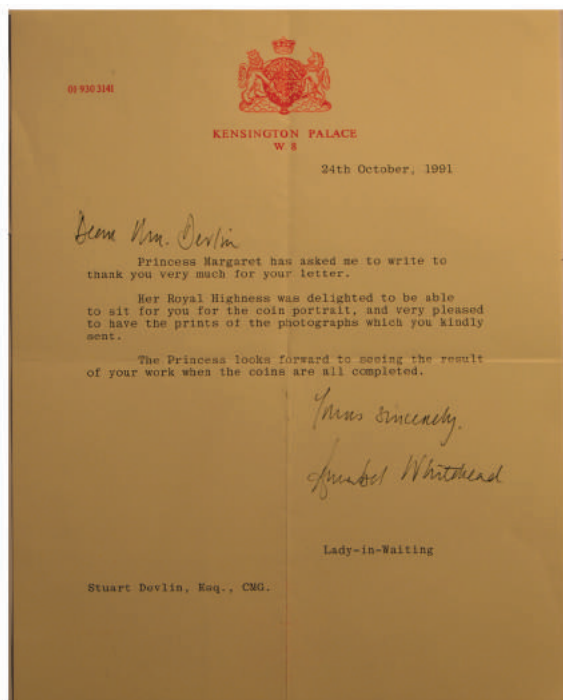 01 930 3141
KENSINGTON PALACE
W 8
24th October, 1991
Dear Mr. Devlin
Princess Margaret has asked me to write to
thank you very much for your letter.
Her Royal Highness was delighted to be able
to sit for you for the coin portrait, and very pleased
to have the prints of the photographs which you kindly
sent.
The Princess looks forward to seeing the result
of your work when the coins are all completed.
Yours sincerely.
Annabel Whitehead
Lady-in-Waiting
Stuart Devlin, Esq., CMG.